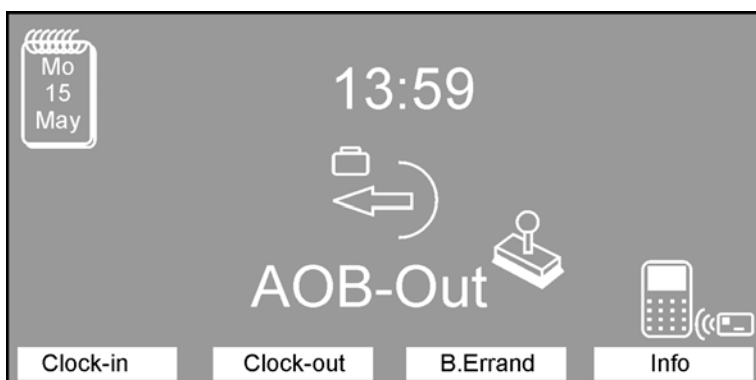 Mo
15
May
13:59
AOB-Out
Clock-in
Clock-out
B.Errand
Info